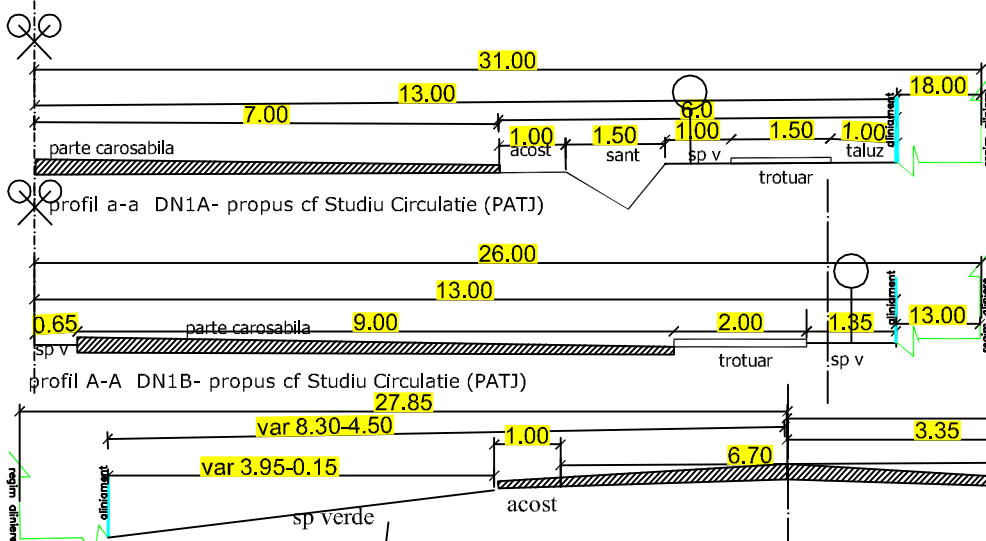 31.00
13.00
18.00
7.00
6.0
1.00
1.50
1.00
1.50
1.00
parte carosabila
acost
sant
sp v
taluz
trotuar
aliniament
profil a-a DN1A- propus cf Studiu Circulatie (PATJ)
26.00
13.00
aliniament
0.65
9.00
2.00
1.35
13.00
parte carosabila
sp v
trotuar
sp v
profil A-A DN1B- propus cf Studiu Circulatie (PATJ)
27.85
var 8.30-4.50
1.00
3.35
var 3.95-0.15
6.70
regim aliniere
aliniament
sp verde
acost